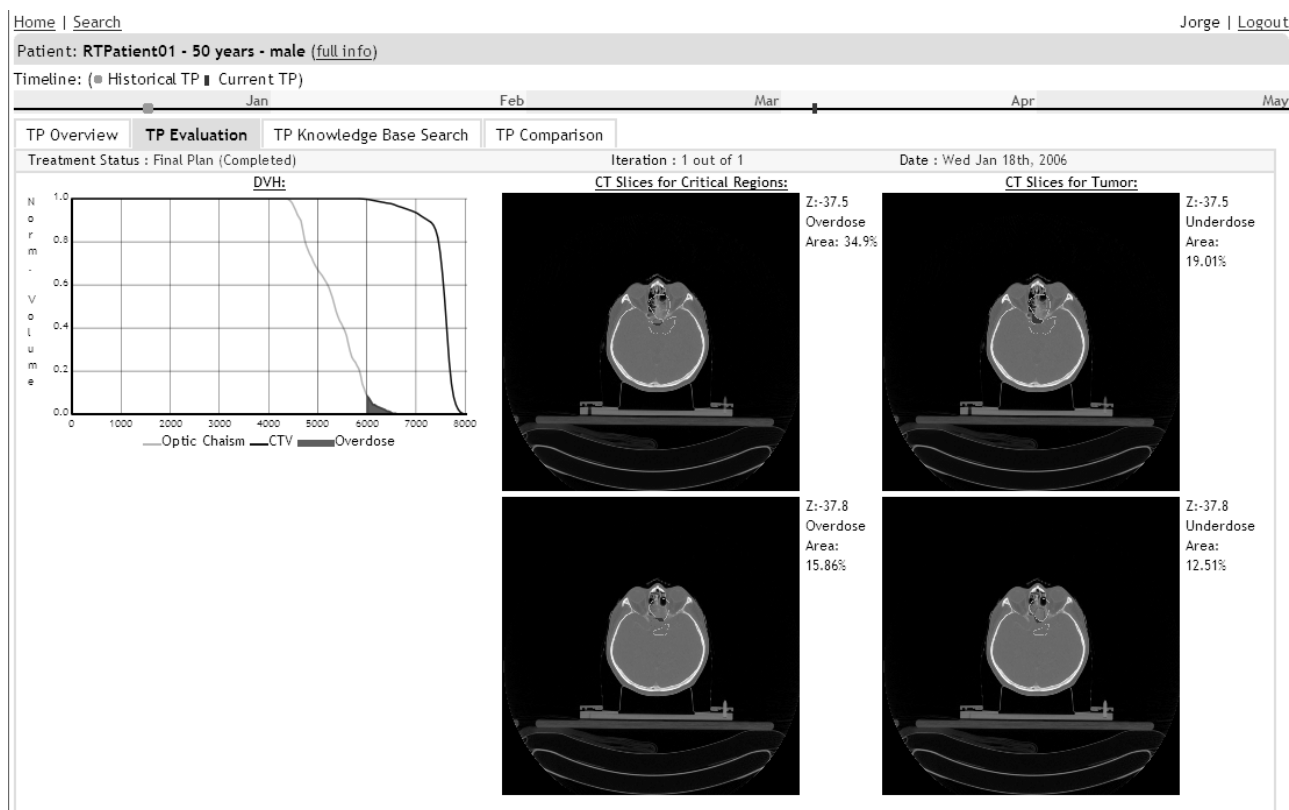 Home | Search
Jorge | Logout
Patient: RTPatient01 - 50 years - male (full info)
Timeline: ( Historical TP Current TP)
Jan Feb Mar Apr May
TP Overview TP Evaluation TP Knowledge Base Search TP Comparison
Treatment Status : Final Plan (Completed) Iteration : 1 out of 1 Date : Wed Jan 18th, 2006
DVH:
Norm. Volume
1.0
0.8
0.6
0.4
0.2
0.0
0 1000 2000 3000 4000 5000 6000 7000 8000
Optic Chaism CTV Overdose
CT Slices for Critical Regions:
Z:-37.5
Overdose
Area: 34.9%
Z:-37.8
Overdose
Area:
15.86%
CT Slices for Tumor:
Z:-37.5
Underdose
Area:
19.01%
Z:-37.8
Underdose
Area:
12.51%